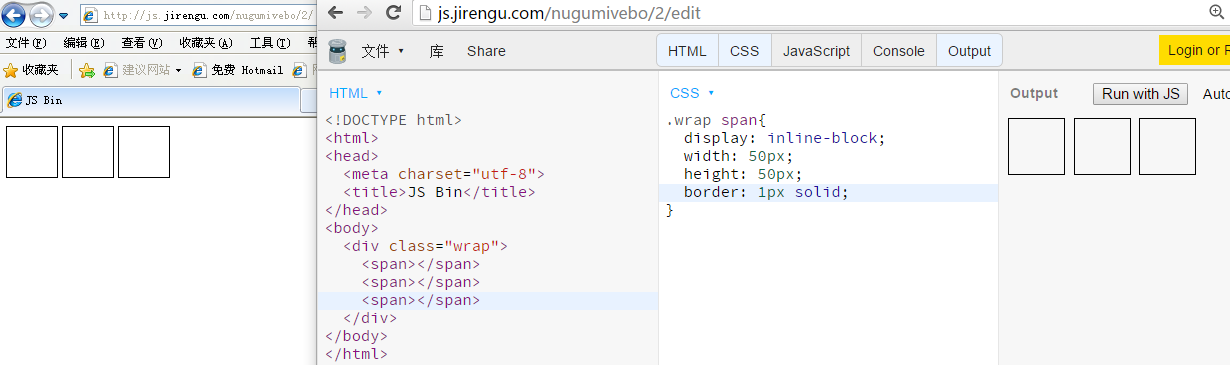 http://js.jirengu.com/nugumivebo/2/
文件(F) 编辑(E) 查看(V) 收藏夹(A) 工具(T) 帮
收藏夹 建议网站 免费 Hotmail
JS Bin
js.jirengu.com/nugumivebo/2/edit
文件 库 Share HTML CSS JavaScript Console Output Login or R
HTML
<!DOCTYPE html>
<html>
<head>
<meta charset="utf-8">
<title>JS Bin</title>
</head>
<body>
<div class="wrap">
<span></span>
<span></span>
<span></span>
</div>
</body>
</html>
CSS
.wrap span{
display: inline-block;
width: 50px;
height: 50px;
border: 1px solid;
}
Output Run with JS Auto